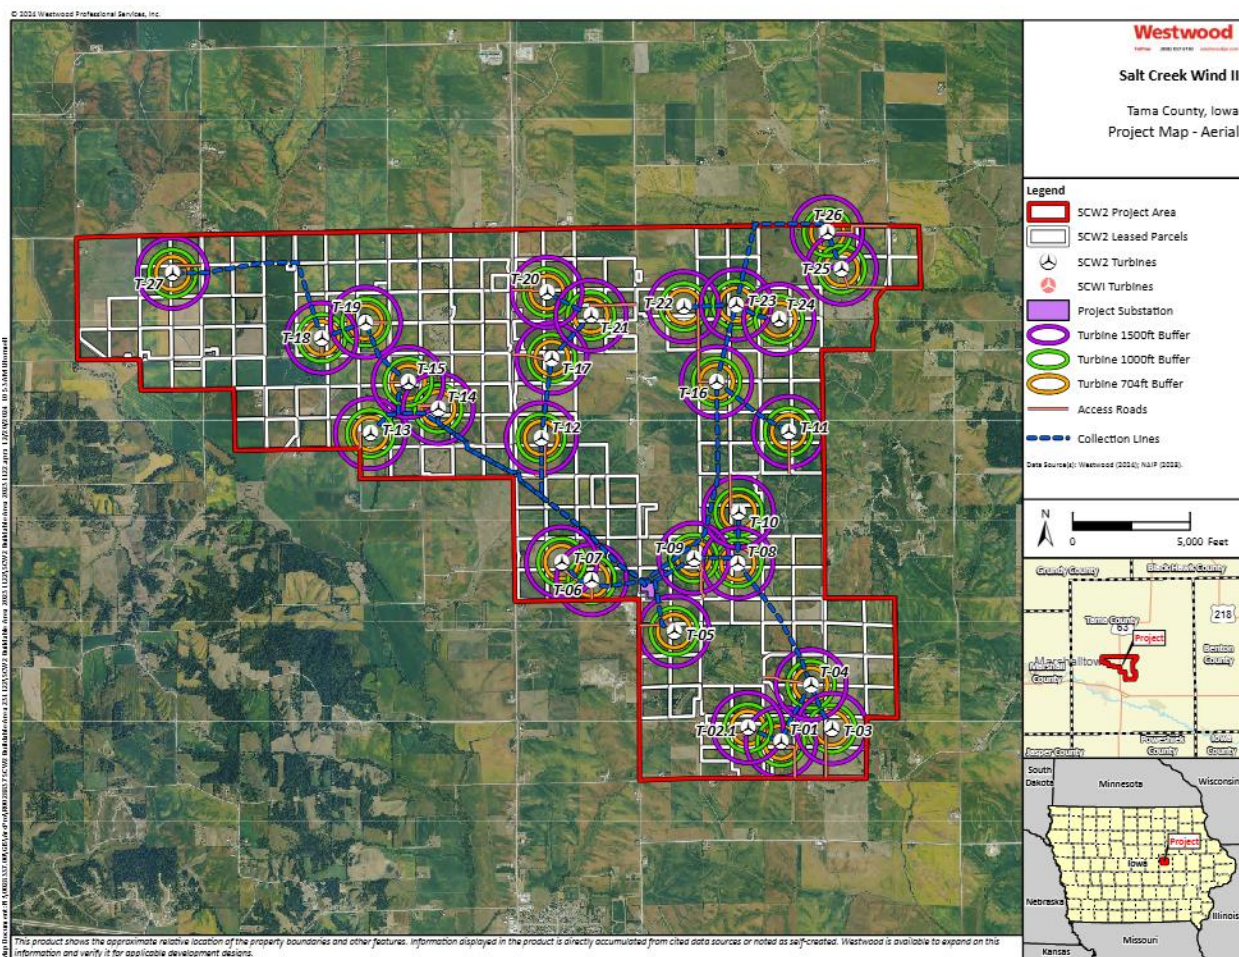 © 2024 Westwood Professional Services, Inc.
Westwood
Salt Creek Wind II
Tama County, Iowa
Project Map - Aerial
Legend
SCW2 Project Area
SCW2 Leased Parcels
SCW2 Turbines
SCWI Turbines
Project Substation
Turbine 1500ft Buffer
Turbine 1000ft Buffer
Turbine 704ft Buffer
Access Roads
Collection Lines
Data Source(s): Westwood (2024); NAIP (2023).
N
0 5,000 Feet
Grundy County
Black Hawk County
Tama County
218
63
Project
Marshalltow
Marshall
County
Benton
County
Jasper County
Poweshiek
County
Iowa
County
South
Dakota
Minnesota
Wisconsin
Project
Iowa
Nebraska
Illinois
Missouri
Kansas
T-26
T-25
T-27
T-20
T-21
T-22
T-23
T-24
T-19
T-18
T-17
T-15
T-16
T-14
T-13
T-12
T-11
T-10
T-09
T-08
T-07
T-06
T-05
T-04
T-02.1
T-01
T-03
This product shows the approximate relative location of the property boundaries and other features. Information displayed in the product is directly accumulated from cited data sources or noted as self-created. Westwood is available to expand on this
information and verify it for applicable development designs.